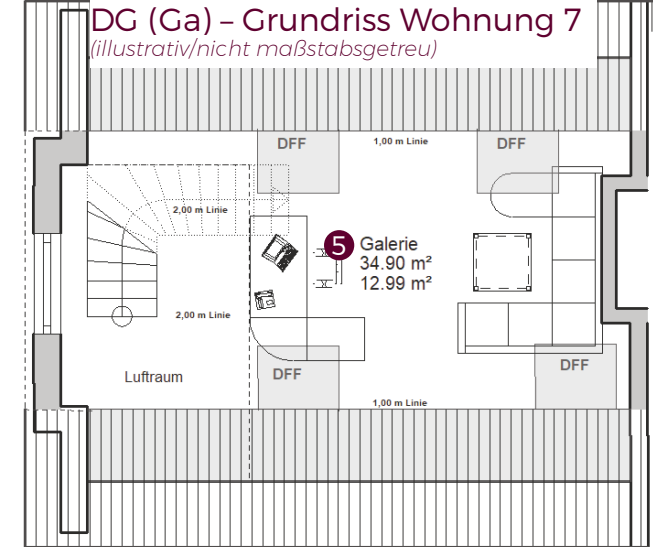 DG (Ga) – Grundriss Wohnung 7
(illustrativ/nicht maßstabsgetreu)
DFF
1,00 m Linie
DFF
2,00 m Linie
5 Galerie
34.90 m²
12.99 m²
2,00 m Linie
Luftraum
DFF
DFF
1,00 m Linie